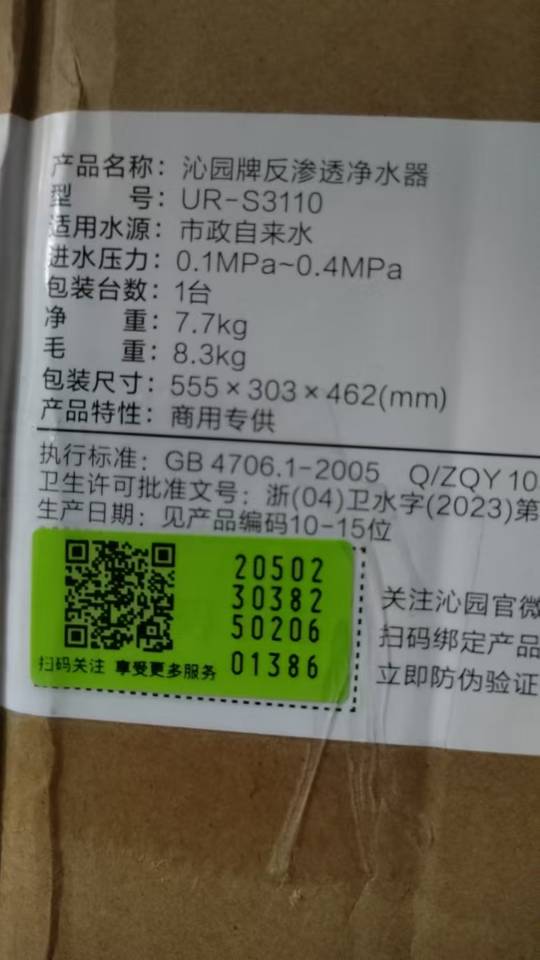 产品名称：沁园牌反渗透净水器
型　　号：UR-S3110
适用水源：市政自来水
进水压力：0.1MPa~0.4MPa
包装台数：1台
净　　重：7.7kg
毛　　重：8.3kg
包装尺寸：555×303×462(mm)
产品特性：商用专供
执行标准：GB 4706.1-2005　Q/ZQY 10
卫生许可批准文号：浙(04)卫水字(2023)第
生产日期：见产品编码10-15位
20502
30382
50206
01386
扫码关注 享受更多服务
关注沁园官微
扫码绑定产品
立即防伪验证